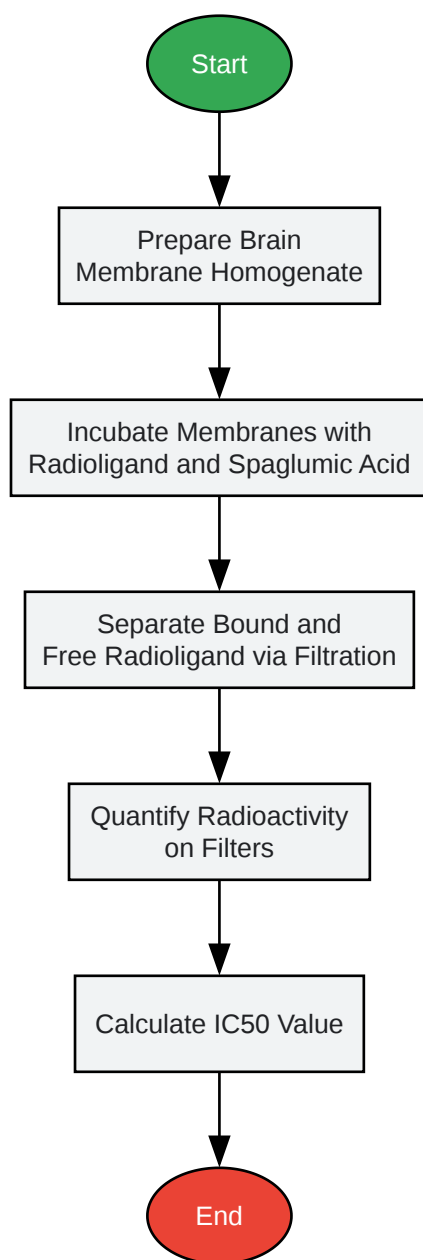 Start
Prepare Brain
Membrane Homogenate
Incubate Membranes with
Radioligand and Spaglumic Acid
Separate Bound and
Free Radioligand via Filtration
Quantify Radioactivity
on Filters
Calculate IC50 Value
End